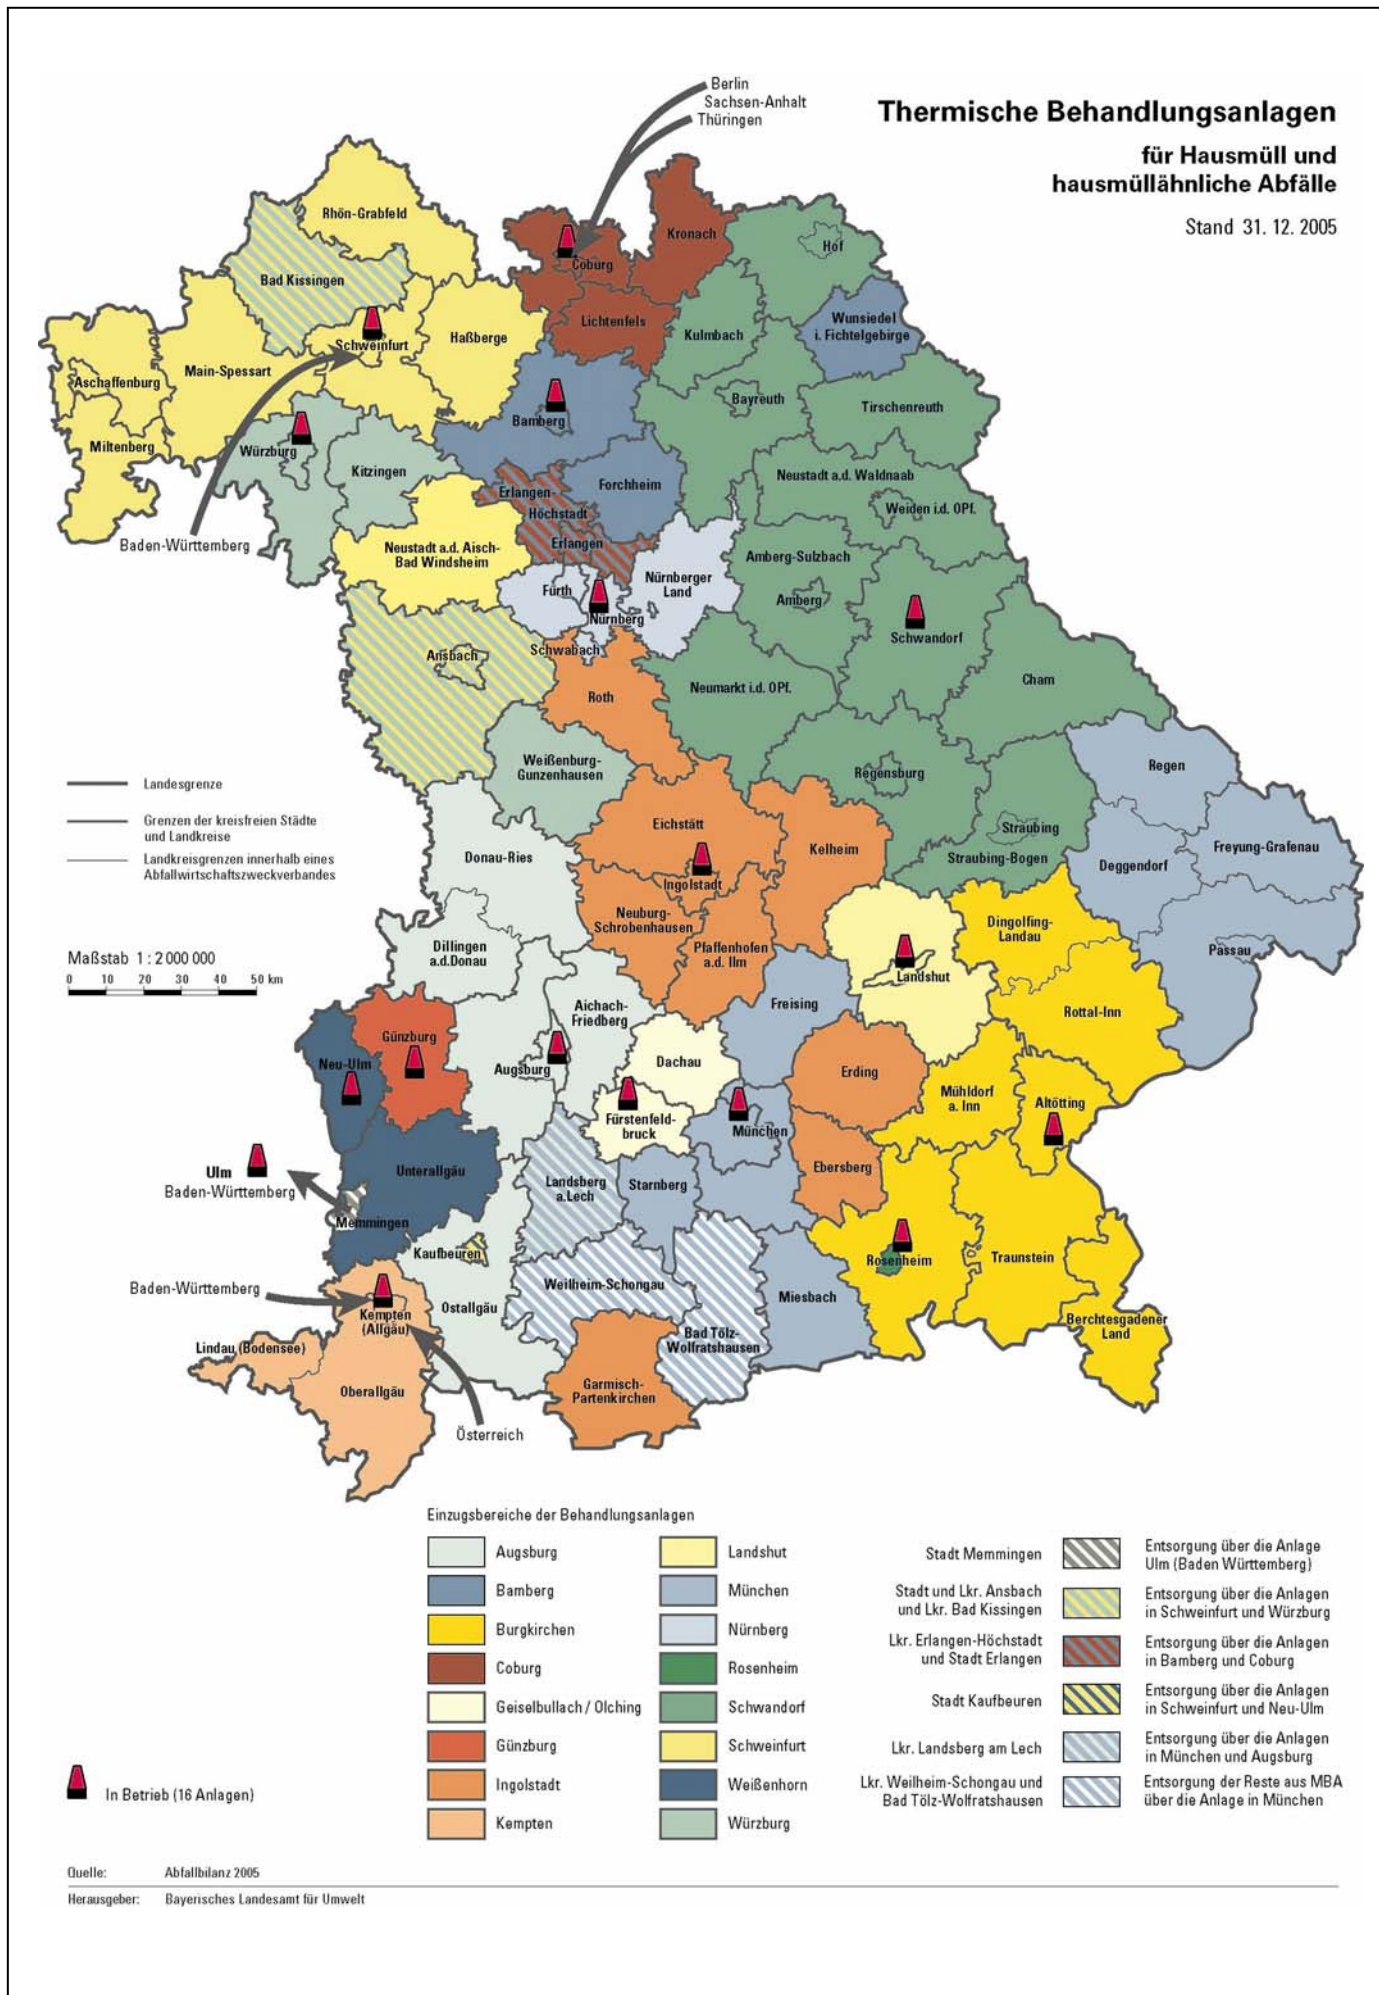 Berlin
Sachsen-Anhalt
Thüringen
Thermische Behandlungsanlagen
für Hausmüll und
hausmüllähnliche Abfälle
Stand 31. 12. 2005
Rhön-Grabfeld
Kronach
Hof
Coburg
Bad Kissingen
Lichtenfels
Wunsiedel
i. Fichtelgebirge
Kulmbach
Haßberge
Schweinfurt
Main-Spessart
Aschaffenburg
Bayreuth
Tirschenreuth
Bamberg
Miltenberg
Würzburg
Kitzingen
Neustadt a.d. Waldnaab
Forchheim
Erlangen-
Höchstadt
Weiden i.d. OPf.
Baden-Württemberg
Neustadt a.d. Aisch-
Bad Windsheim
Erlangen
Amberg-Sulzbach
Nürnberger
Land
Fürth
Amberg
Nürnberg
Schwandorf
Schwabach
Ansbach
Cham
Neumarkt i.d. OPf.
Roth
Weißenburg-
Gunzenhausen
Regen
Regensburg
Landesgrenze
Grenzen der kreisfreien Städte
und Landkreise
Landkreisgrenzen innerhalb eines
Abfallwirtschaftszweckverbandes
Eichstätt
Straubing
Kelheim
Freyung-Grafenau
Donau-Ries
Straubing-Bogen
Deggendorf
Ingolstadt
Neuburg-
Schrobenhausen
Dingolfing-
Landau
Dillingen
a.d.Donau
Pfaffenhofen
a.d. Ilm
Passau
Maßstab 1 : 2 000 000
0 10 20 30 40 50 km
Landshut
Freising
Aichach-
Friedberg
Rottal-Inn
Günzburg
Neu-Ulm
Augsburg
Dachau
Erding
Mühldorf
a. Inn
Altötting
Fürstenfeld-
bruck
München
Ulm
Baden-Württemberg
Unterallgäu
Landsberg
a.Lech
Starnberg
Ebersberg
Memmingen
Kaufbeuren
Rosenheim
Traunstein
Baden-Württemberg
Weilheim-Schongau
Miesbach
Ostallgäu
Kempten
(Allgäu)
Berchtesgadener
Land
Bad Tölz-
Wolfratshausen
Lindau (Bodensee)
Oberallgäu
Garmisch-
Partenkirchen
Österreich
Einzugsbereiche der Behandlungsanlagen
Augsburg
Bamberg
Burgkirchen
Coburg
Geiselbullach / Olching
Günzburg
Ingolstadt
Kempten
Landshut
München
Nürnberg
Rosenheim
Schwandorf
Schweinfurt
Weißenhorn
Würzburg
Stadt Memmingen
Entsorgung über die Anlage
Ulm (Baden Württemberg)
Stadt und Lkr. Ansbach
und Lkr. Bad Kissingen
Entsorgung über die Anlagen
in Schweinfurt und Würzburg
Lkr. Erlangen-Höchstadt
und Stadt Erlangen
Entsorgung über die Anlagen
in Bamberg und Coburg
Stadt Kaufbeuren
Entsorgung über die Anlagen
in Schweinfurt und Neu-Ulm
Lkr. Landsberg am Lech
Entsorgung über die Anlagen
in München und Augsburg
Lkr. Weilheim-Schongau und
Bad Tölz-Wolfratshausen
Entsorgung der Reste aus MBA
über die Anlage in München
In Betrieb (16 Anlagen)
Quelle: Abfallbilanz 2005
Herausgeber: Bayerisches Landesamt für Umwelt